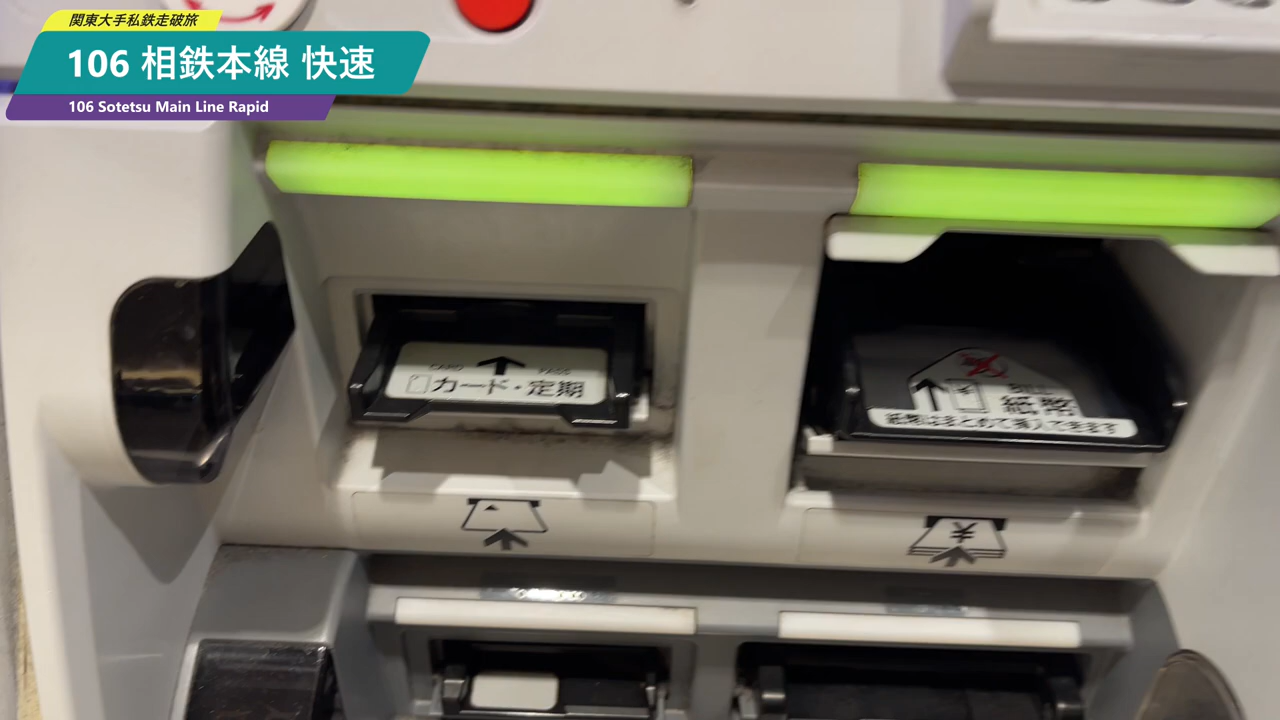 関東大手私鉄走破旅
106 相鉄本線 快速
106 Sotetsu Main Line Rapid
CARD PASS
カード・定期
紙幣
紙幣はまとめて挿入できます
¥